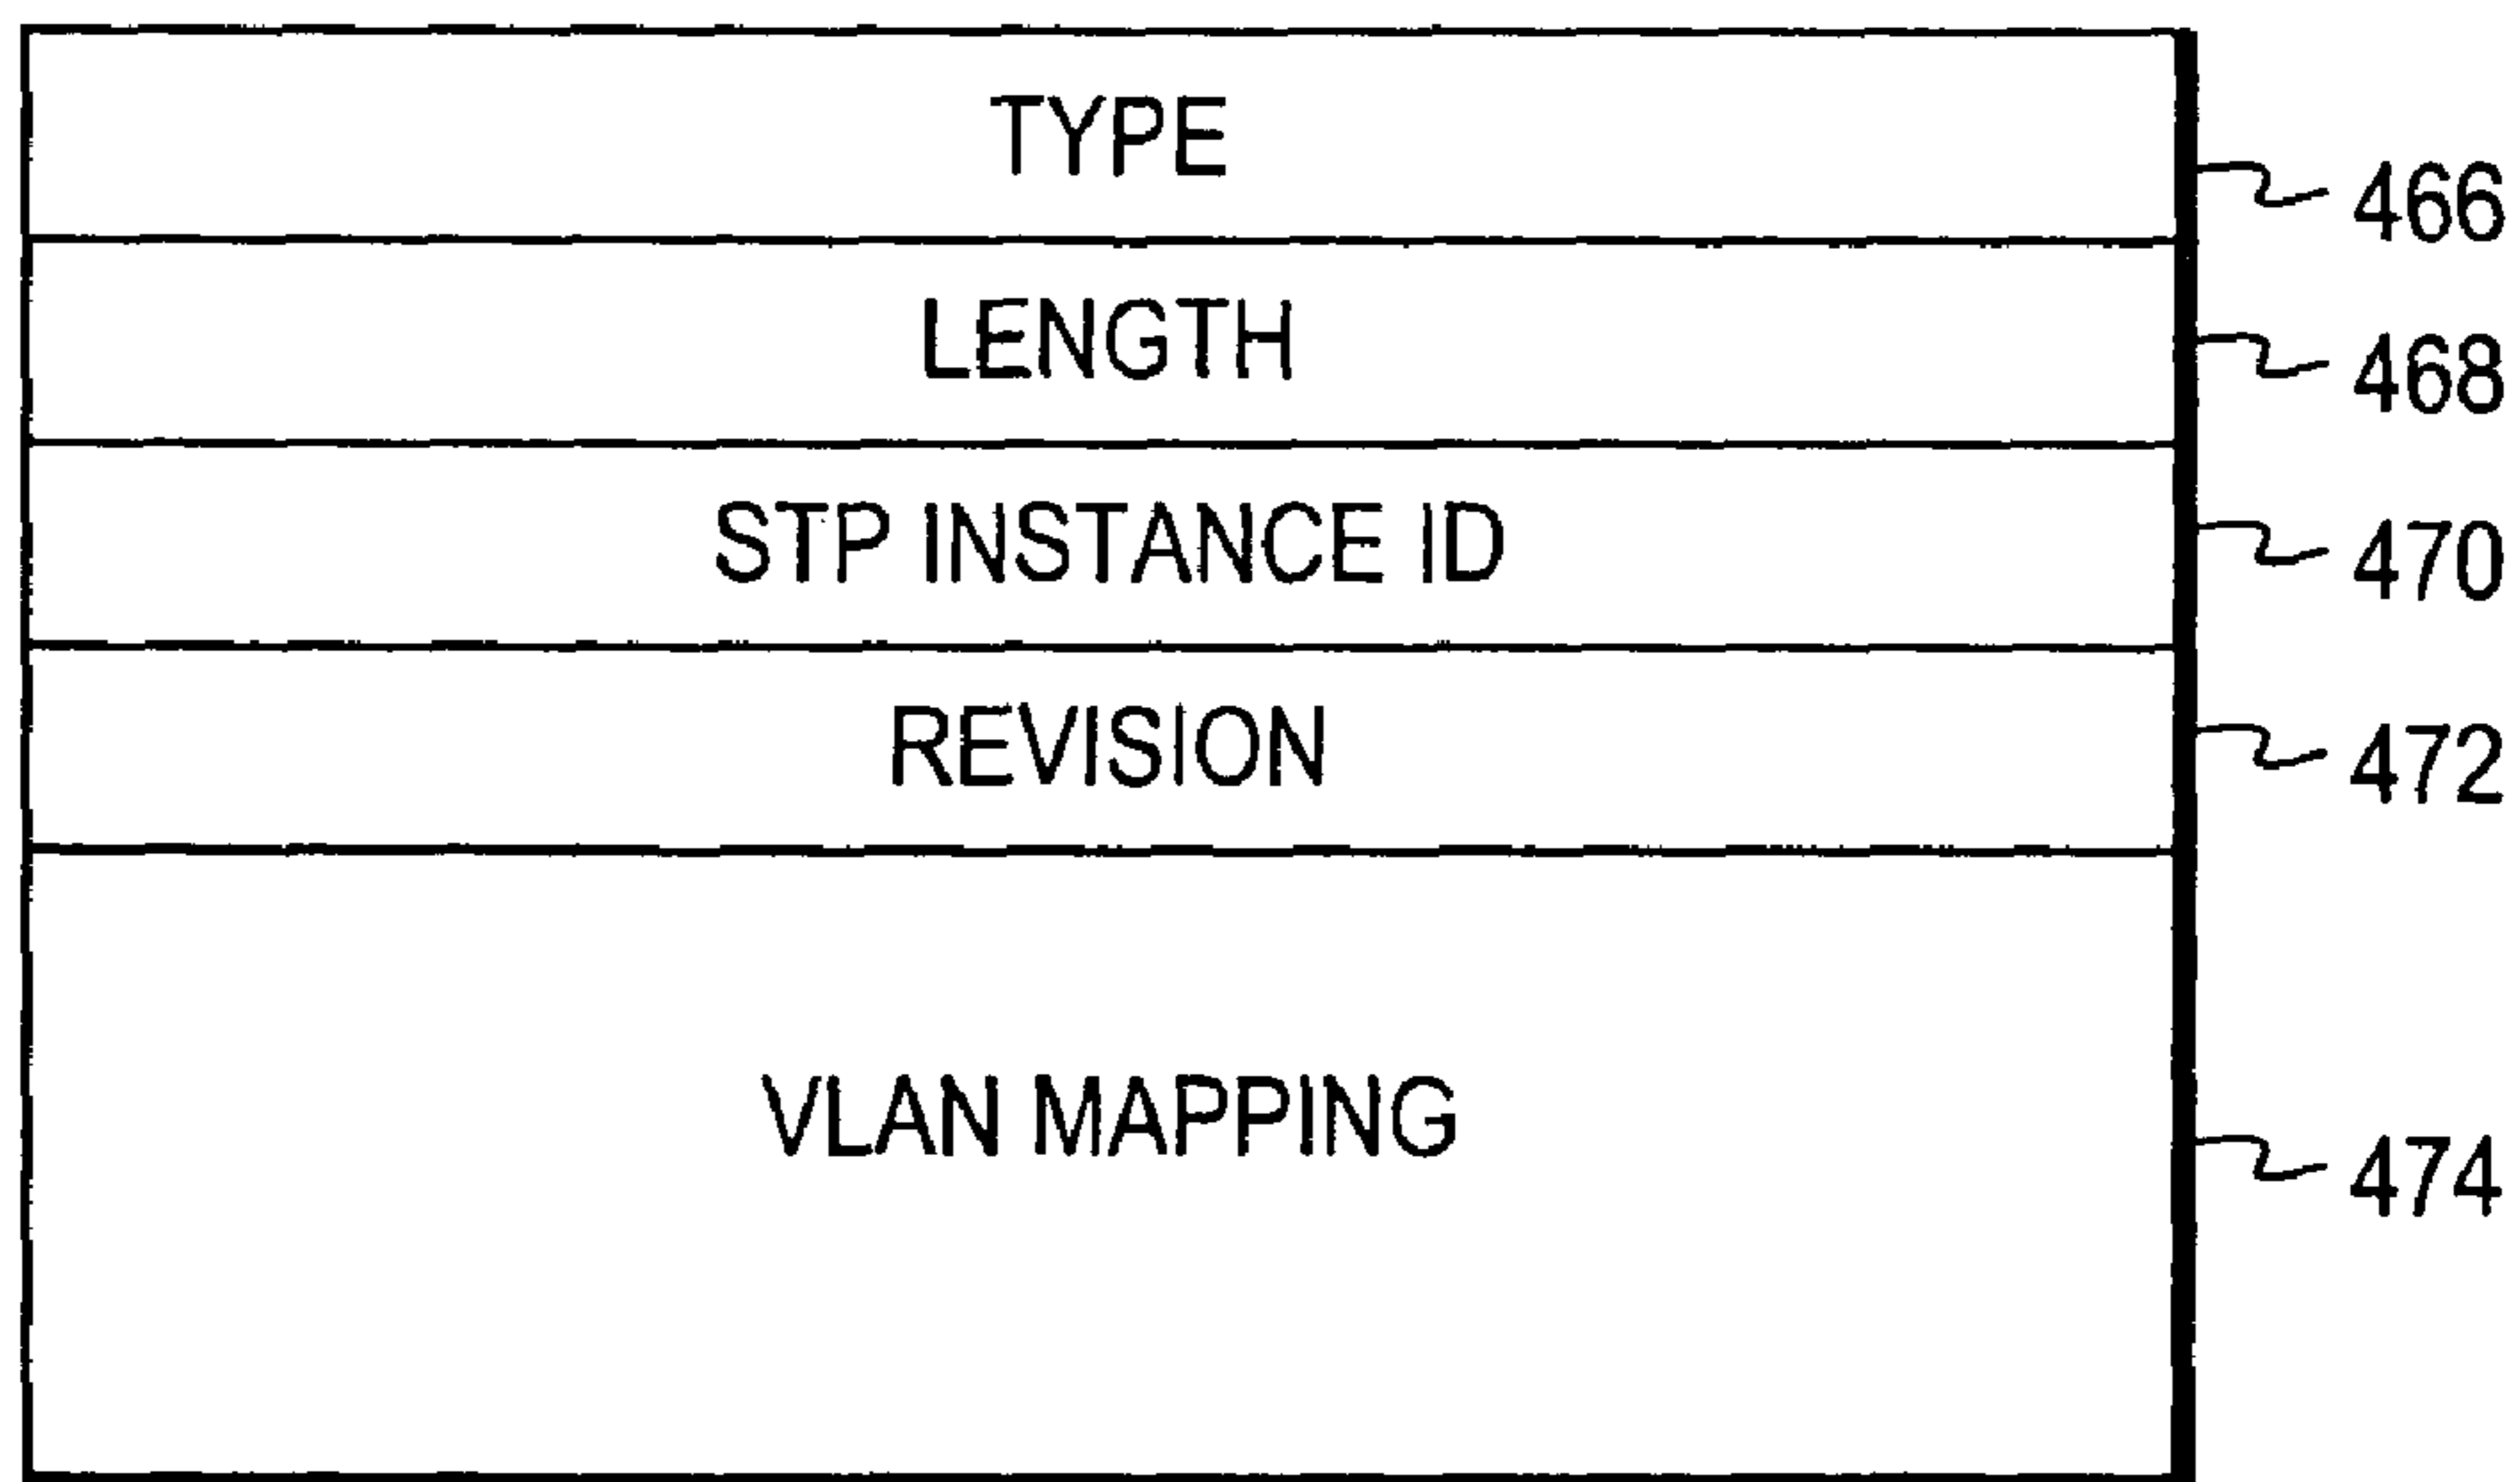 TYPE
466
LENGTH
468
STP INSTANCE ID
470
REVISION
472
VLAN MAPPING
474